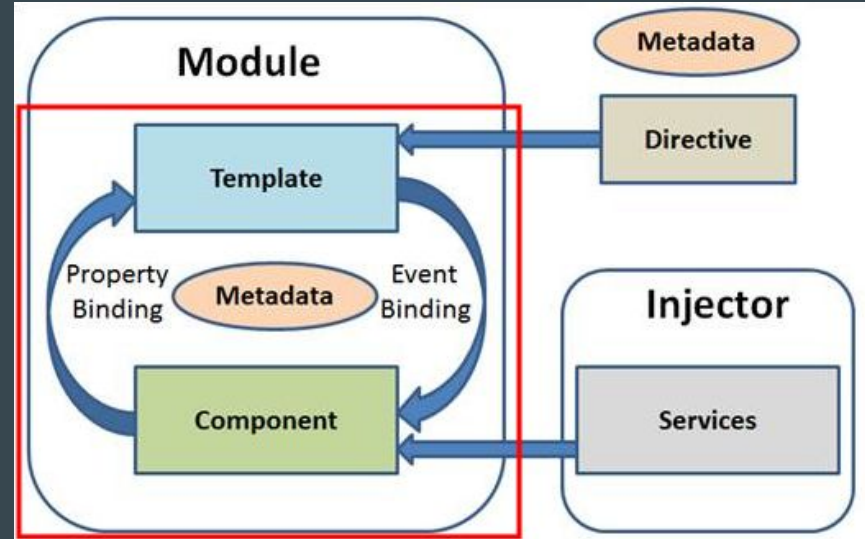 Module
Metadata
Directive
Template
Property
Binding
Metadata
Event
Binding
Injector
Component
Services